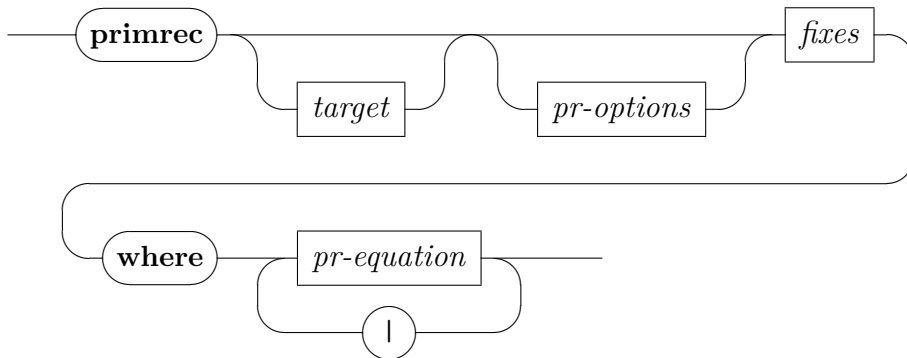 primrec target pr-options fixes
where pr-equation
|